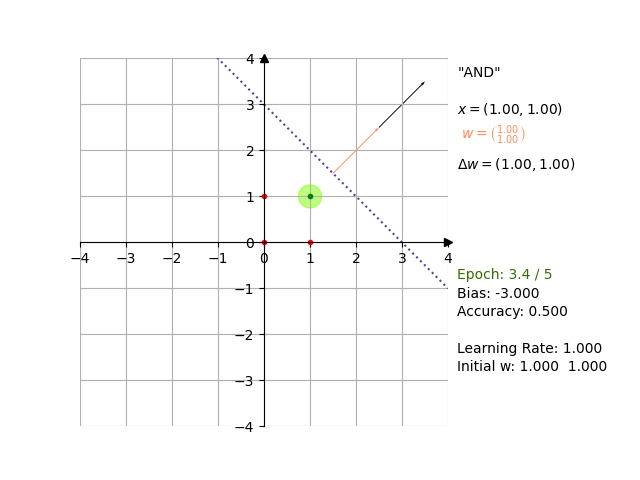 "AND"
x = (1.00, 1.00)
w = (1.00 1.00)
Δw = (1.00, 1.00)
4
3
2
1
0
−4 −3 −2 −1 0 1 2 3 4
−1
−2
−3
−4
Epoch: 3.4 / 5
Bias: -3.000
Accuracy: 0.500
Learning Rate: 1.000
Initial w: 1.000 1.000